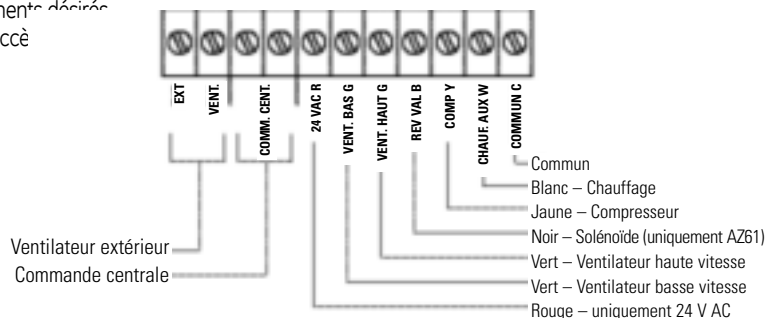 ments désirés
accè
EXT
VENT.
COMM. CENT.
24 VAC R
VENT. BAS G
VENT. HAUT G
REV VAL B
COMP Y
CHAUF. AUX W
COMMUN C
Commun
Blanc – Chauffage
Jaune – Compresseur
Noir – Solénoïde (uniquement AZ61)
Vert – Ventilateur haute vitesse
Vert – Ventilateur basse vitesse
Rouge – uniquement 24 V AC
Ventilateur extérieur
Commande centrale